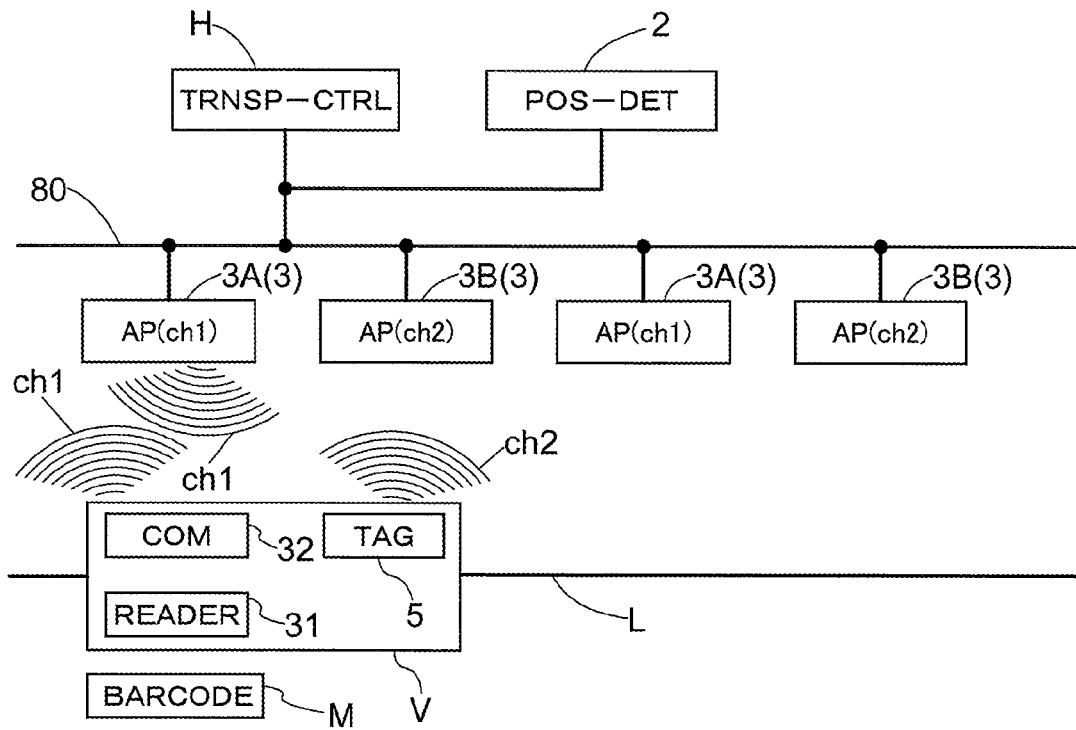 H
2
TRNSP-CTRL
POS-DET
80
3A(3)
3B(3)
3A(3)
3B(3)
AP(ch1)
AP(ch2)
AP(ch1)
AP(ch2)
ch1
ch1
ch2
COM
32
TAG
5
READER
31
L
BARCODE
M
V